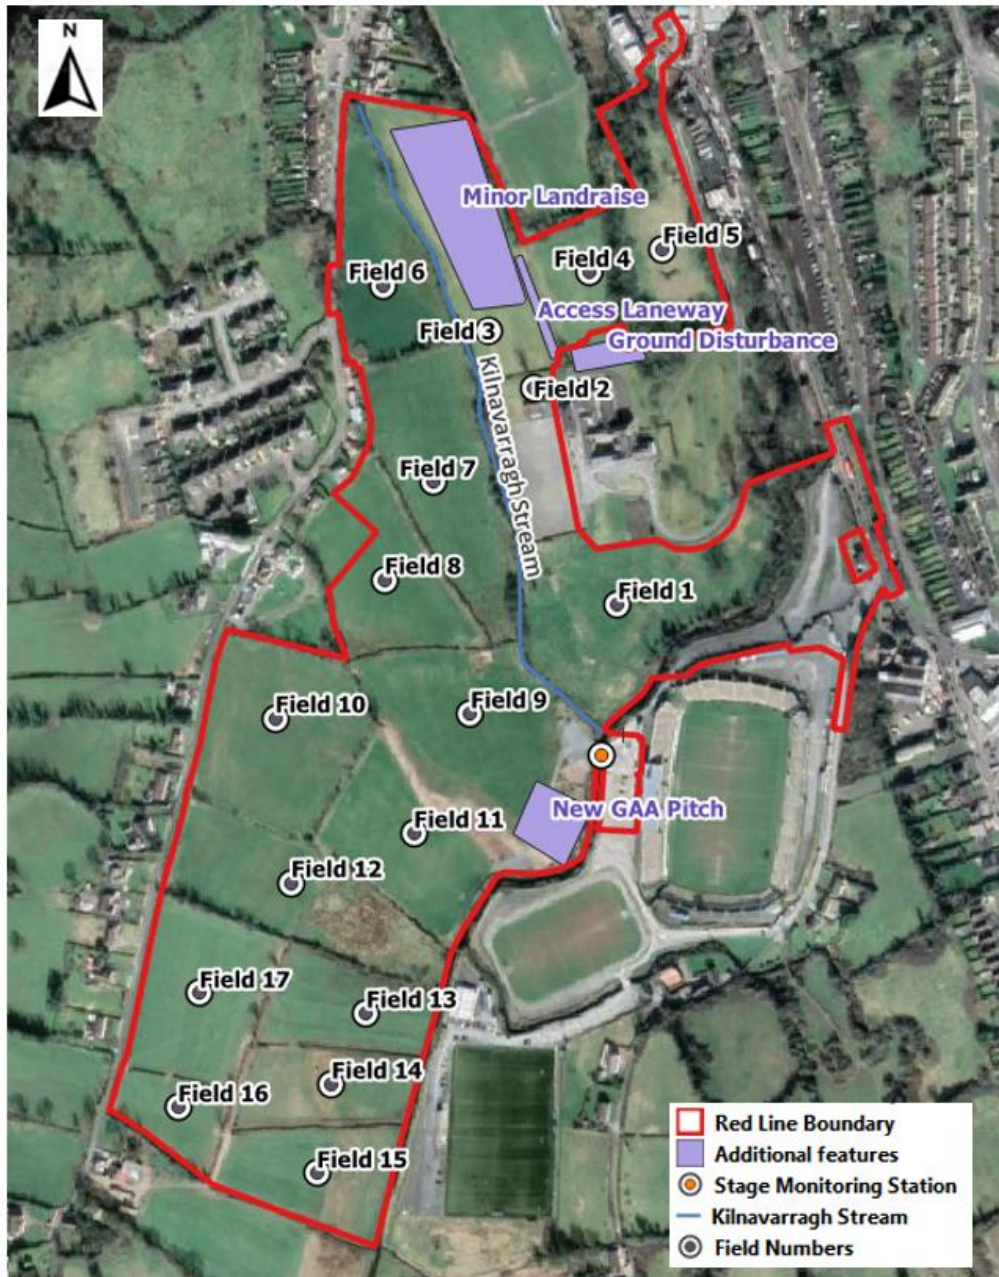 N
Minor Landraise
Field 5
Field 4
Field 6
Access Laneway
Field 3
Ground Disturbance
Field 2
Kilnavarragh Stream
Field 7
Field 8
Field 1
Field 10
Field 9
New GAA Pitch
Field 11
Field 12
Field 17
Field 13
Field 14
Field 16
Field 15
Red Line Boundary
Additional features
Stage Monitoring Station
Kilnavarragh Stream
Field Numbers